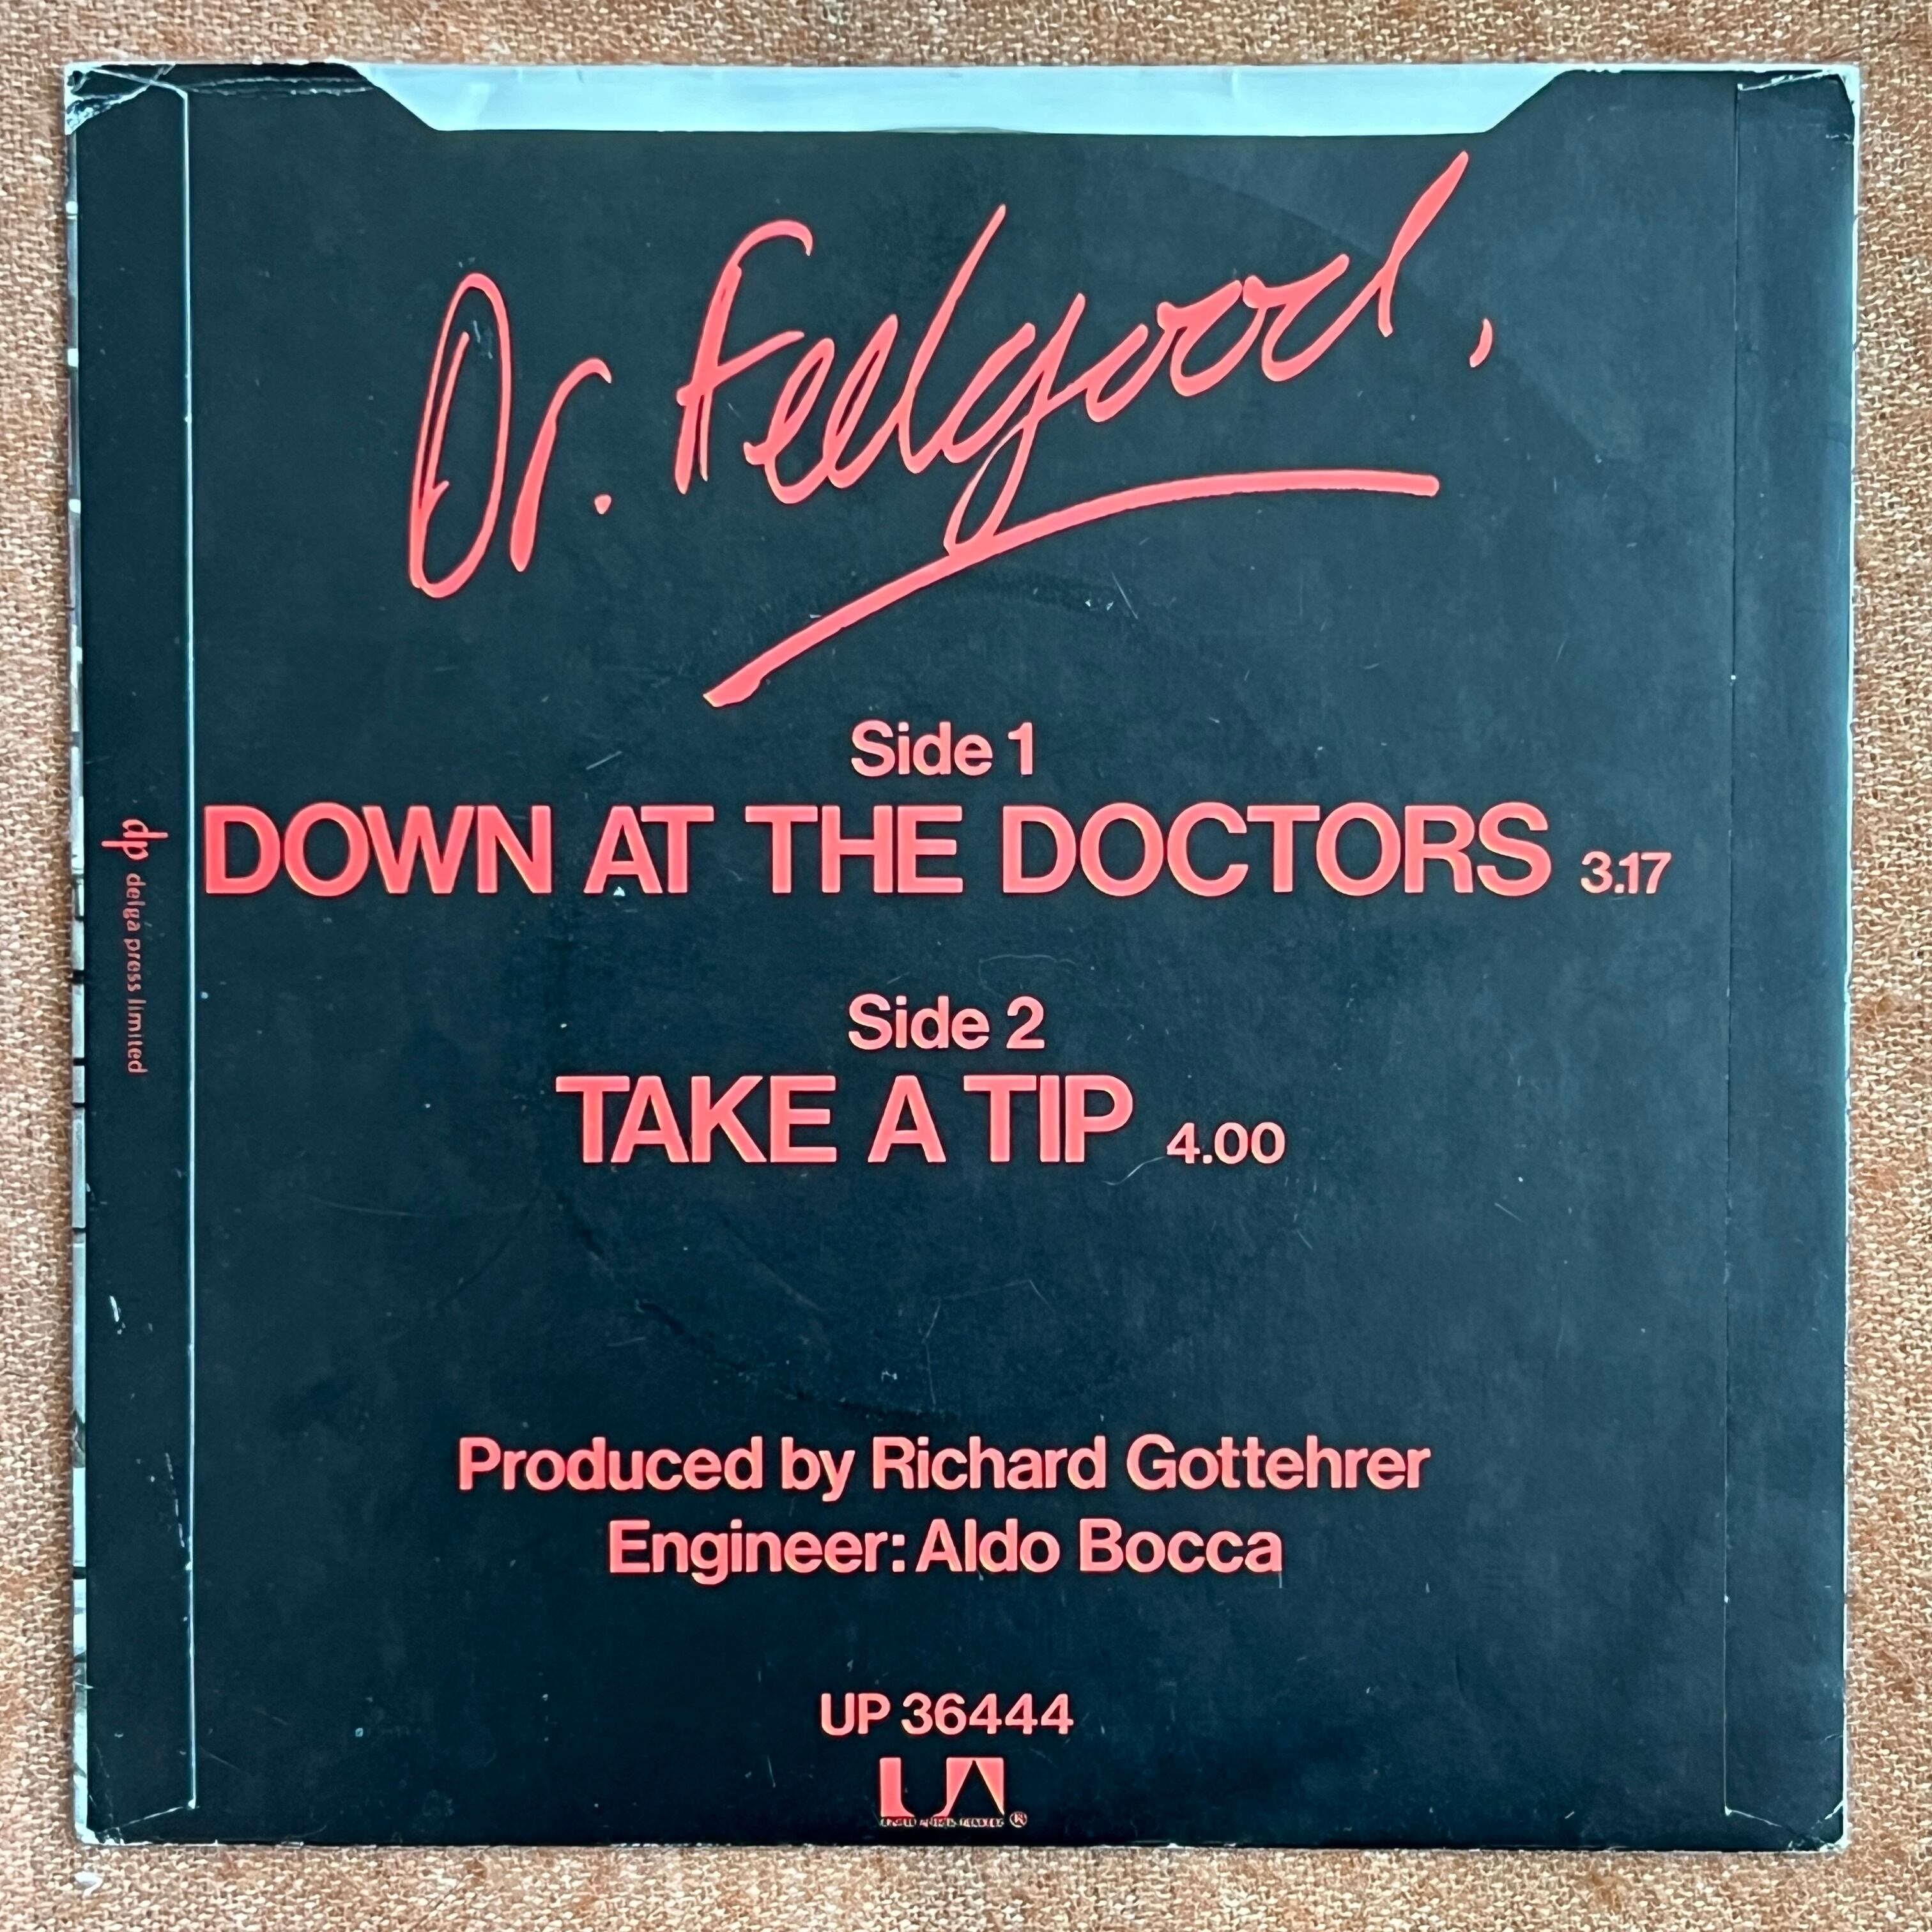 Dr. Feelgood,
Side 1
DOWN AT THE DOCTORS 3.17
Side 2
TAKE A TIP 4.00
Produced by Richard Gottehrer
Engineer: Aldo Bocca
UP 36444
UA
®
dp delga press limited